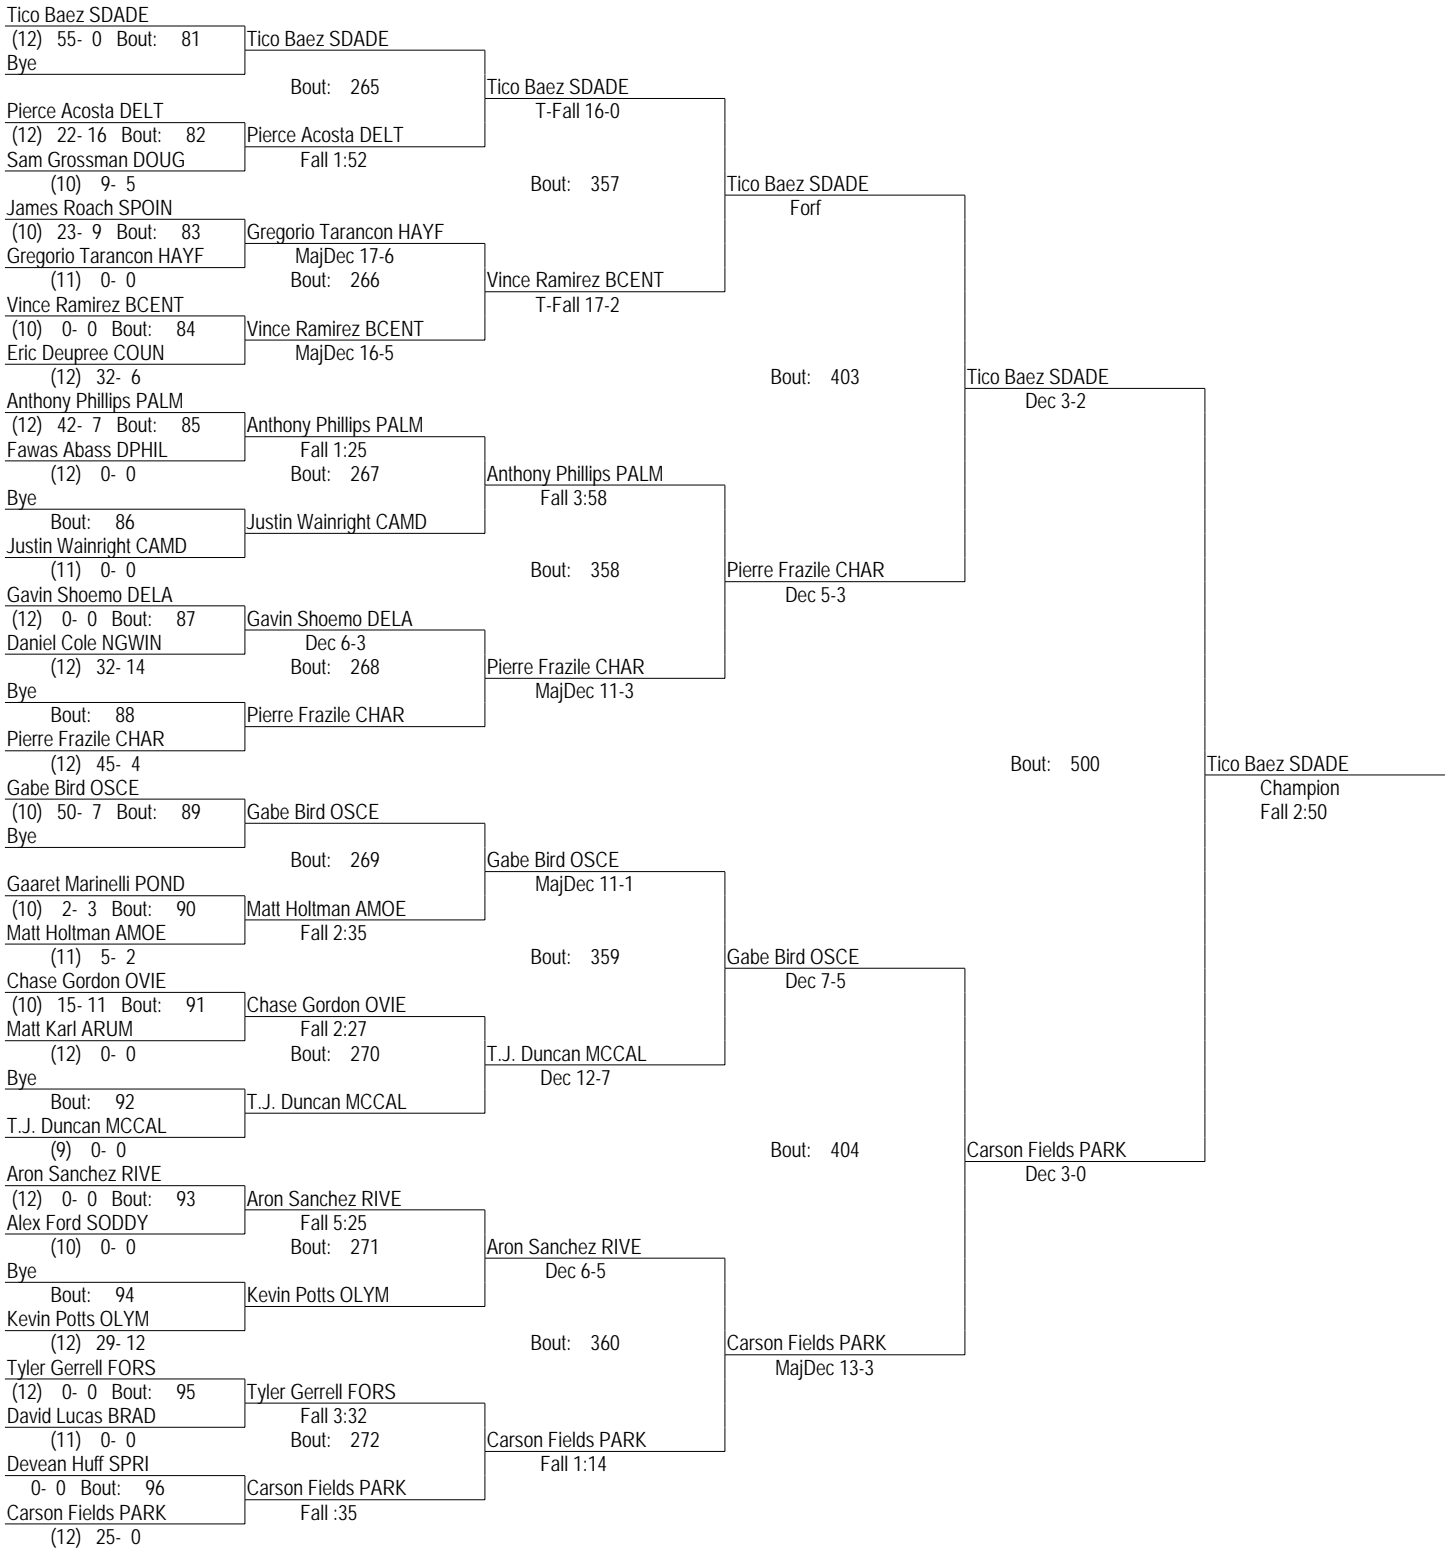 Tico Baez SDADE
(12) 55- 0 Bout: 81
Bye
Tico Baez SDADE
Bout: 265
Pierce Acosta DELT
(12) 22- 16 Bout: 82
Sam Grossman DOUG
(10) 9- 5
Pierce Acosta DELT
Fall 1:52
Tico Baez SDADE
T-Fall 16-0
Bout: 357
James Roach SPOIN
(10) 23- 9 Bout: 83
Gregorio Tarancon HAYF
(11) 0- 0
Gregorio Tarancon HAYF
MajDec 17-6
Bout: 266
Vince Ramirez BCENT
(10) 0- 0 Bout: 84
Eric Deupree COUN
(12) 32- 6
Vince Ramirez BCENT
MajDec 16-5
Vince Ramirez BCENT
T-Fall 17-2
Tico Baez SDADE
Forf
Bout: 403
Anthony Phillips PALM
(12) 42- 7 Bout: 85
Fawas Abass DPHIL
(12) 0- 0
Anthony Phillips PALM
Fall 1:25
Bout: 267
Bye
Bout: 86
Justin Wainright CAMD
(11) 0- 0
Justin Wainright CAMD
Anthony Phillips PALM
Fall 3:58
Bout: 358
Gavin Shoemo DELA
(12) 0- 0 Bout: 87
Daniel Cole NGWIN
(12) 32- 14
Gavin Shoemo DELA
Dec 6-3
Bout: 268
Bye
Bout: 88
Pierre Frazile CHAR
(12) 45- 4
Pierre Frazile CHAR
Pierre Frazile CHAR
MajDec 11-3
Pierre Frazile CHAR
Dec 5-3
Tico Baez SDADE
Dec 3-2
Bout: 500
Gabe Bird OSCE
(10) 50- 7 Bout: 89
Bye
Gabe Bird OSCE
Bout: 269
Gaaret Marinelli POND
(10) 2- 3 Bout: 90
Matt Holtman AMOE
(11) 5- 2
Matt Holtman AMOE
Fall 2:35
Gabe Bird OSCE
MajDec 11-1
Bout: 359
Chase Gordon OVIE
(10) 15- 11 Bout: 91
Matt Karl ARUM
(12) 0- 0
Chase Gordon OVIE
Fall 2:27
Bout: 270
Bye
Bout: 92
T.J. Duncan MCCAL
(9) 0- 0
T.J. Duncan MCCAL
T.J. Duncan MCCAL
Dec 12-7
Gabe Bird OSCE
Dec 7-5
Bout: 404
Aron Sanchez RIVE
(12) 0- 0 Bout: 93
Alex Ford SODDY
(10) 0- 0
Aron Sanchez RIVE
Fall 5:25
Bout: 271
Bye
Bout: 94
Kevin Potts OLYM
(12) 29- 12
Kevin Potts OLYM
Aron Sanchez RIVE
Dec 6-5
Bout: 360
Tyler Gerrell FORS
(12) 0- 0 Bout: 95
David Lucas BRAD
(11) 0- 0
Tyler Gerrell FORS
Fall 3:32
Bout: 272
Devean Huff SPRI
0- 0 Bout: 96
Carson Fields PARK
(12) 25- 0
Carson Fields PARK
Fall :35
Carson Fields PARK
Fall 1:14
Carson Fields PARK
MajDec 13-3
Carson Fields PARK
Dec 3-0
Tico Baez SDADE
Champion
Fall 2:50